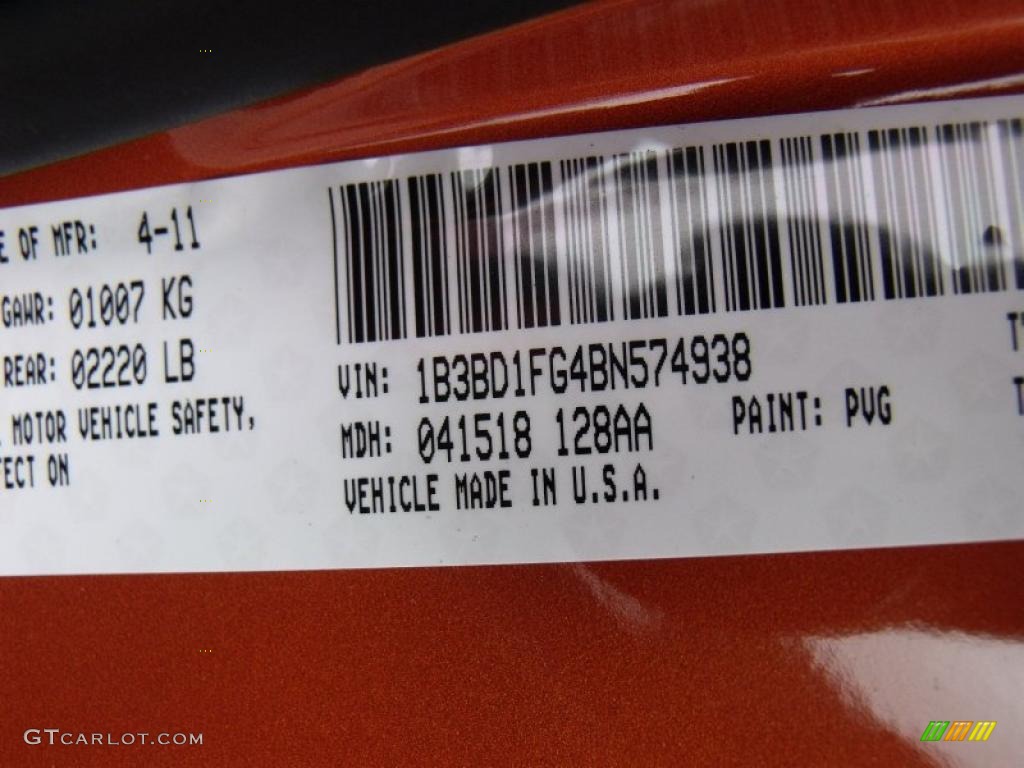 E OF MFR: 4-11
GAWR: 01007 KG
REAR: 02220 LB
MOTOR VEHICLE SAFETY,
FECT ON
VIN: 1B3BD1FG4BN574938
MDH: 041518 128AA
PAINT: PVG
VEHICLE MADE IN U.S.A.
T
T
GTCARLOT.COM